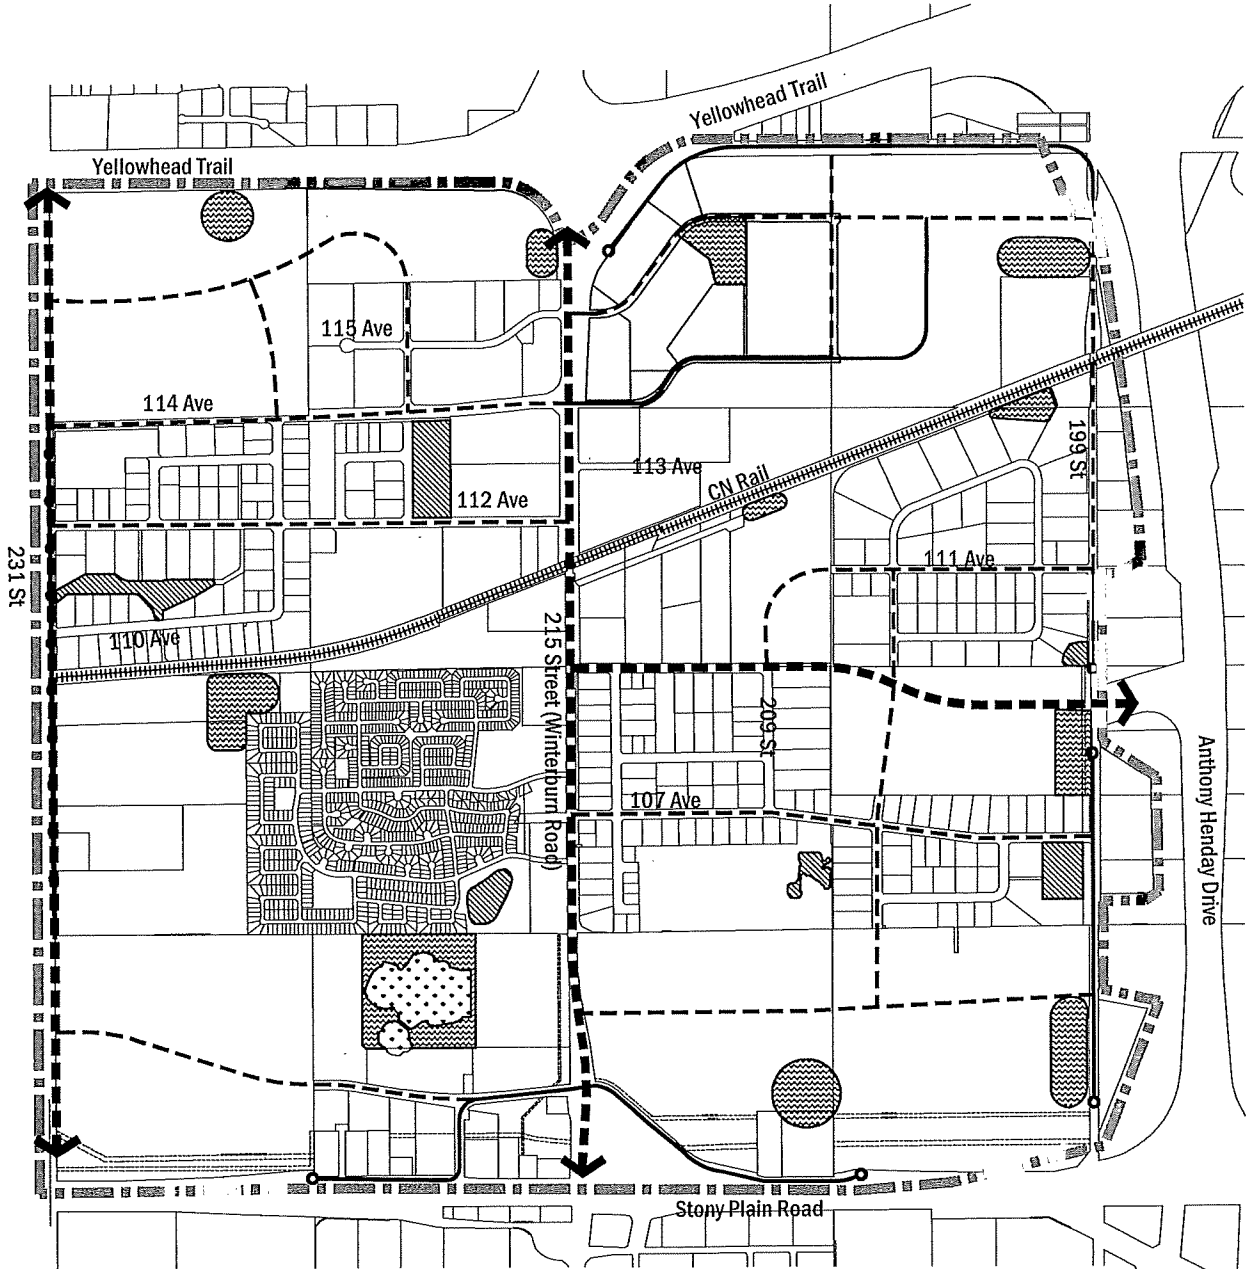 Yellowhead Trail
Yellowhead Trail
115 Ave
114 Ave
199 St
113 Ave
CN Rail
112 Ave
231 St
111 Ave
110 Ave
215 Street (Winterburn Road)
209 St
107 Ave
Anthony Henday Drive
Stony Plain Road